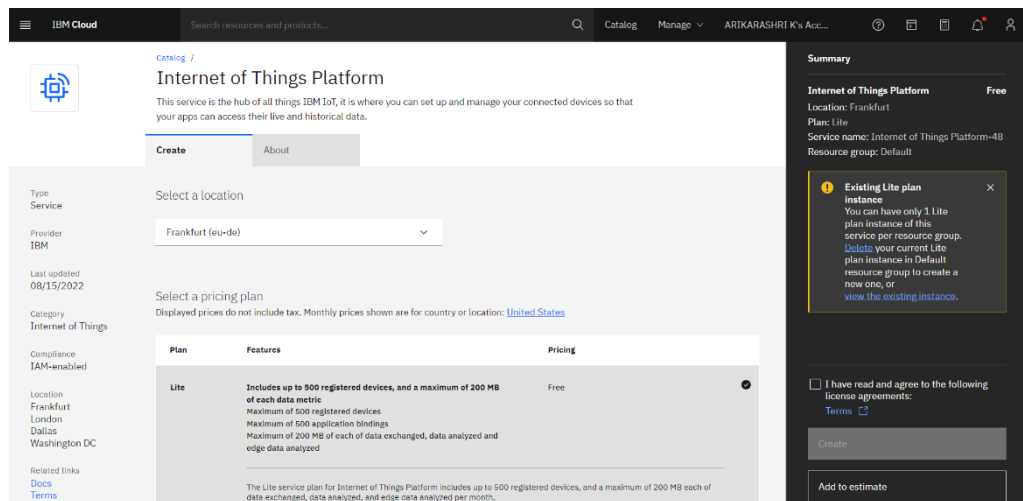 IBM Cloud
Search resources and products...
Catalog
Manage
ARIKARASHRI K's Acc...
Catalog /
Internet of Things Platform
This service is the hub of all things IBM IoT, it is where you can set up and manage your connected devices so that
your apps can access their live and historical data.
Create
About
Type
Service
Provider
IBM
Last updated
08/15/2022
Category
Internet of Things
Compliance
IAM-enabled
Location
Frankfurt
London
Dallas
Washington DC
Related links
Docs
Terms
Select a location
Frankfurt (eu-de)
Select a pricing plan
Displayed prices do not include tax. Monthly prices shown are for country or location: United States
Plan Features Pricing
Lite
Includes up to 500 registered devices, and a maximum of 200 MB
of each data metric
Maximum of 500 registered devices
Maximum of 500 application bindings
Maximum of 200 MB of each of data exchanged, data analyzed and
edge data analyzed
Free
The Lite service plan for Internet of Things Platform includes up to 500 registered devices, and a maximum of 200 MB each of
data exchanged, data analyzed, and edge data analyzed per month.
Summary
Internet of Things Platform Free
Location: Frankfurt
Plan: Lite
Service name: Internet of Things Platform-48
Resource group: Default
Existing Lite plan
instance
You can have only 1 Lite
plan instance of this
service per resource group.
Delete your current Lite
plan instance in Default
resource group to create a
new one, or
view the existing instance.
I have read and agree to the following
license agreements:
Terms
Create
Add to estimate